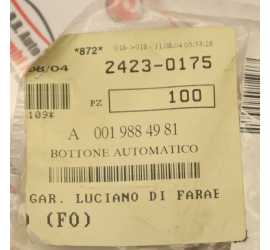 *872*
08/04 2423-0175
PZ 100
109*
A 001 988 49 81
BOTTONE AUTOMATICO
GAR. LUCIANO DI FARAE
(FO)